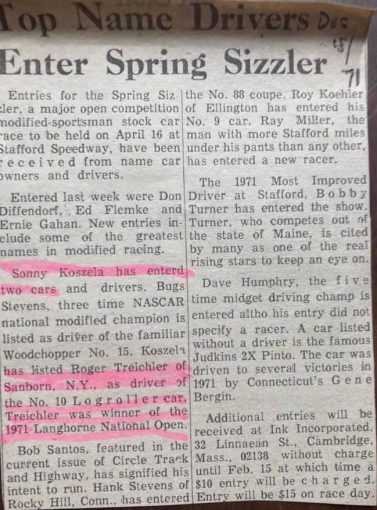 Top Name Drivers
Dec
/
71
Enter Spring Sizzler
Entries for the Spring Siz
zler, a major open competition
modified-sportsman stock car
race to be held on April 16 at
Stafford Speedway, have been
received from name car
owners and drivers.
Entered last week were Don
Diffendorf, Ed Flemke and
Ernie Gahan. New entries in-
clude some of the greatest
names in modified racing.
Sonny Koszela has enterd
two cars and drivers. Bugs
Stevens, three time NASCAR
national modified champion is
listed as driver of the familiar
Woodchopper No. 15. Koszela
has listed Roger Treichler of
Sanborn, N.Y., as driver of
the No. 10 Logroller car.
Treichler was winner of the
1971 Langhorne National Open.
Bob Santos, featured in the
current issue of Circle Track
and Highway, has signified his
intent to run. Hank Stevens of
Rocky Hill, Conn., has entered
the No. 88 coupe. Roy Koehler
of Ellington has entered his
No. 9 car. Ray Miller, the
man with more Stafford miles
under his pants than any other,
has entered a new racer.
The 1971 Most Improved
Driver at Stafford, Bobby
Turner has entered the show.
Turner, who competes out of
the state of Maine, is cited
by many as one of the real
rising stars to keep an eye on.
Dave Humphry, the five
time midget driving champ is
entered altho his entry did not
specify a racer. A car listed
without a driver is the famous
Judkins 2X Pinto. The car was
driven to several victories in
1971 by Connecticut's Gene
Bergin.
Additional entries will be
received at Ink Incorporated.
32 Linnaean St., Cambridge,
Mass., 02138 without charge
until Feb. 15 at which time a
$10 entry will be charged.
Entry will be $15 on race day.